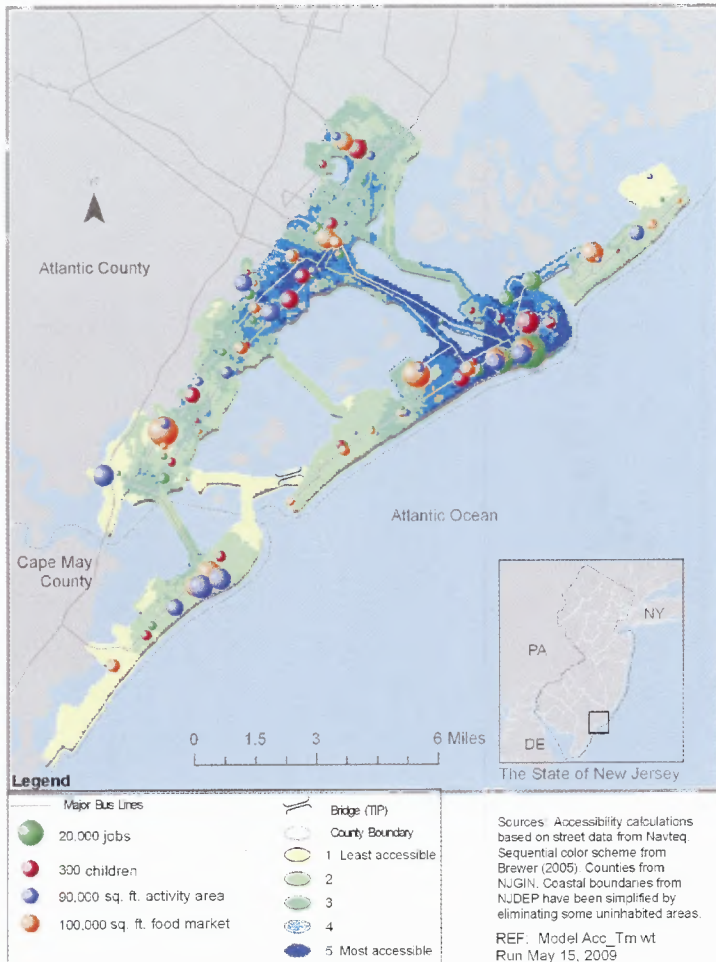 Atlantic County
Atlantic Ocean
Cape May
County
NY
PA
DE
0 1.5 3 6 Miles
The State of New Jersey
Legend
Major Bus Lines
20,000 jobs
300 children
90,000 sq. ft. activity area
100,000 sq. ft. food market
Bridge (TIP)
County Boundary
1 Least accessible
2
3
4
5 Most accessible
Sources: Accessibility calculations
based on street data from Navteq.
Sequential color scheme from
Brewer (2005). Counties from
NJGIN. Coastal boundaries from
NJDEP have been simplified by
eliminating some uninhabited areas.
REF: Model Acc_Tm wt
Run May 15, 2009